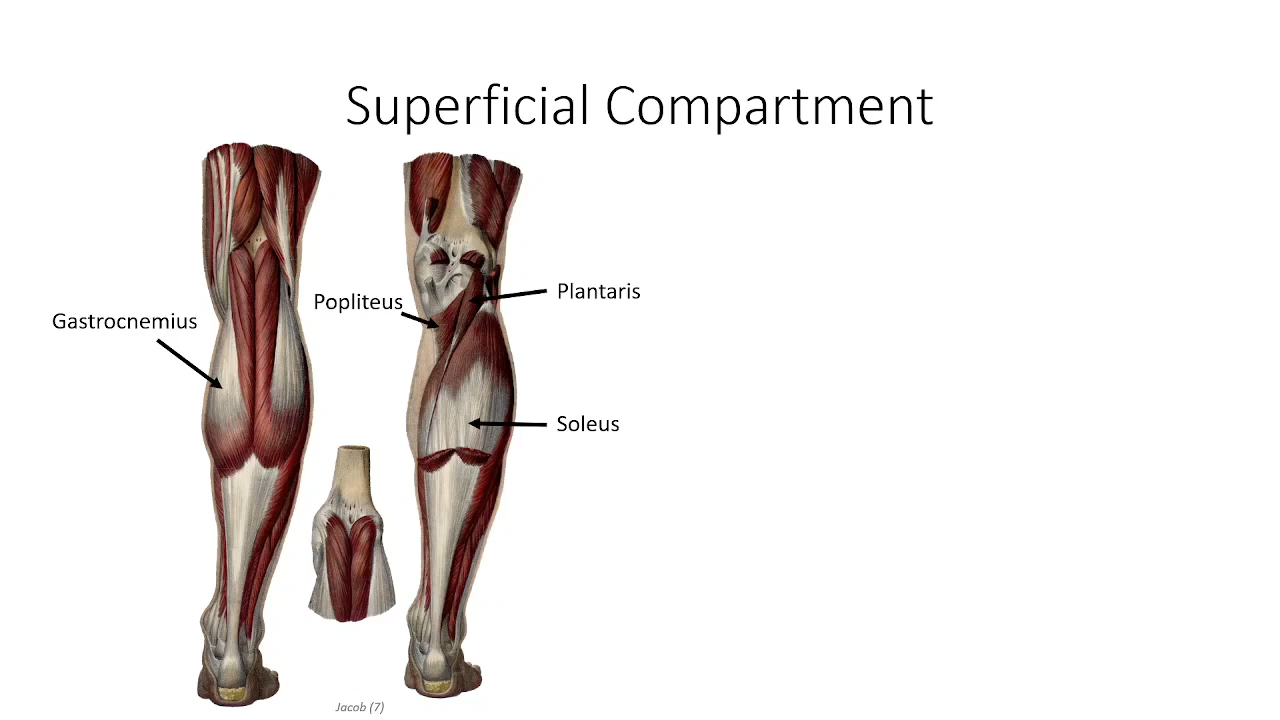 Superficial Compartment
Plantaris
Popliteus
Gastrocnemius
Soleus
Jacob (7)